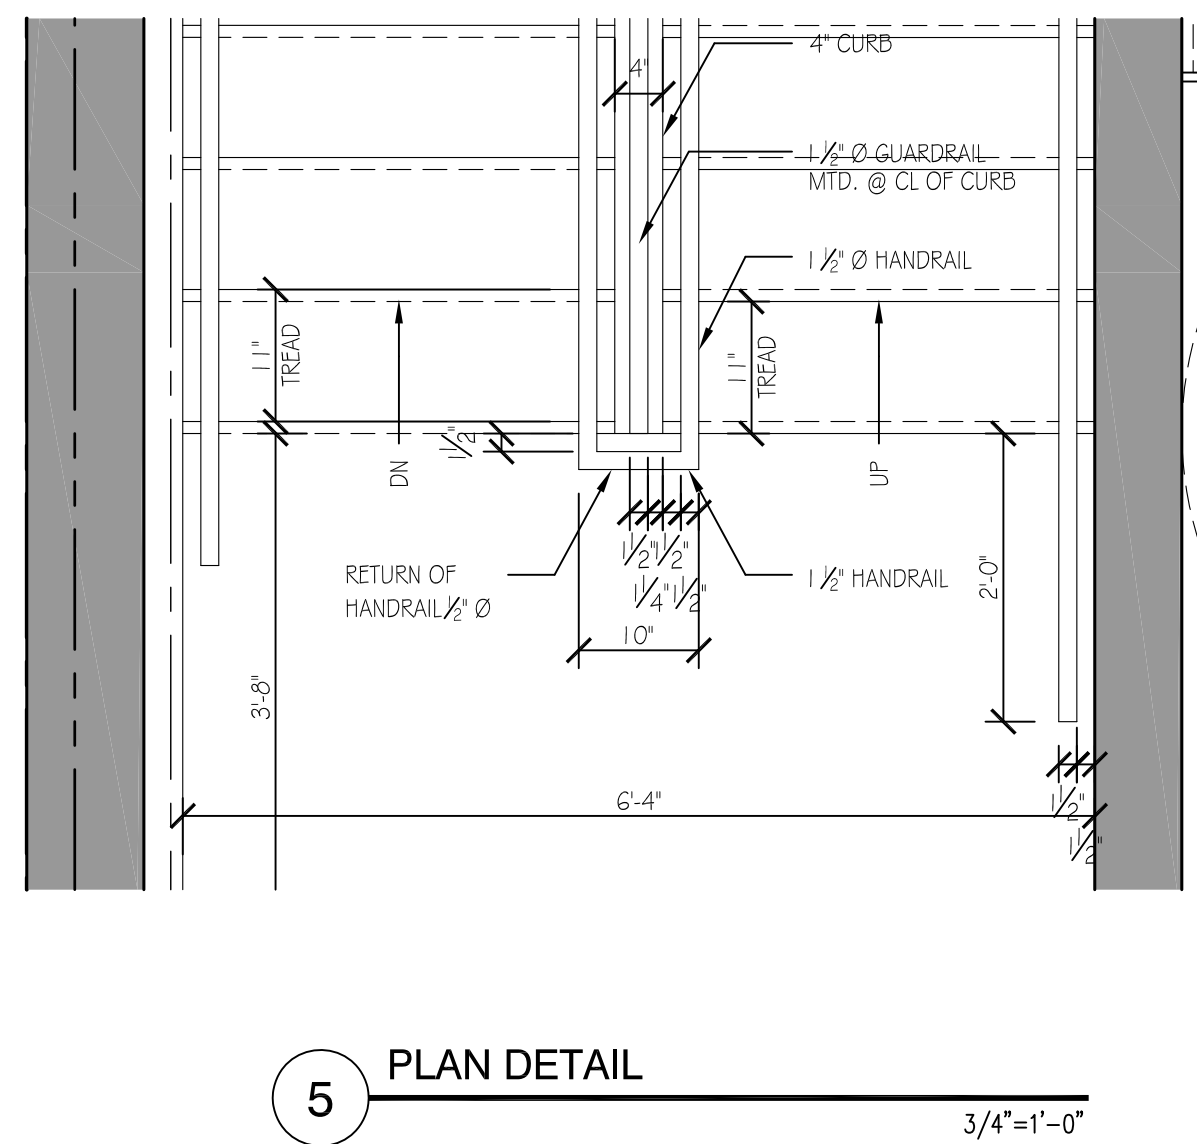 4" CURB
4"
1 1/2" Ø GUARDRAIL
MTD. @ CL OF CURB
1 1/2" Ø HANDRAIL
11"
TREAD
11"
TREAD
1 1/2"
DN
UP
1 1/2" 1 1/2"
1 1/4" 1 1/2"
RETURN OF
HANDRAIL 1/2" Ø
1 1/2" HANDRAIL
2'-0"
10"
3'-8"
6'-4"
1 1/2"
1 1/2"
5
PLAN DETAIL
3/4"=1'-0"